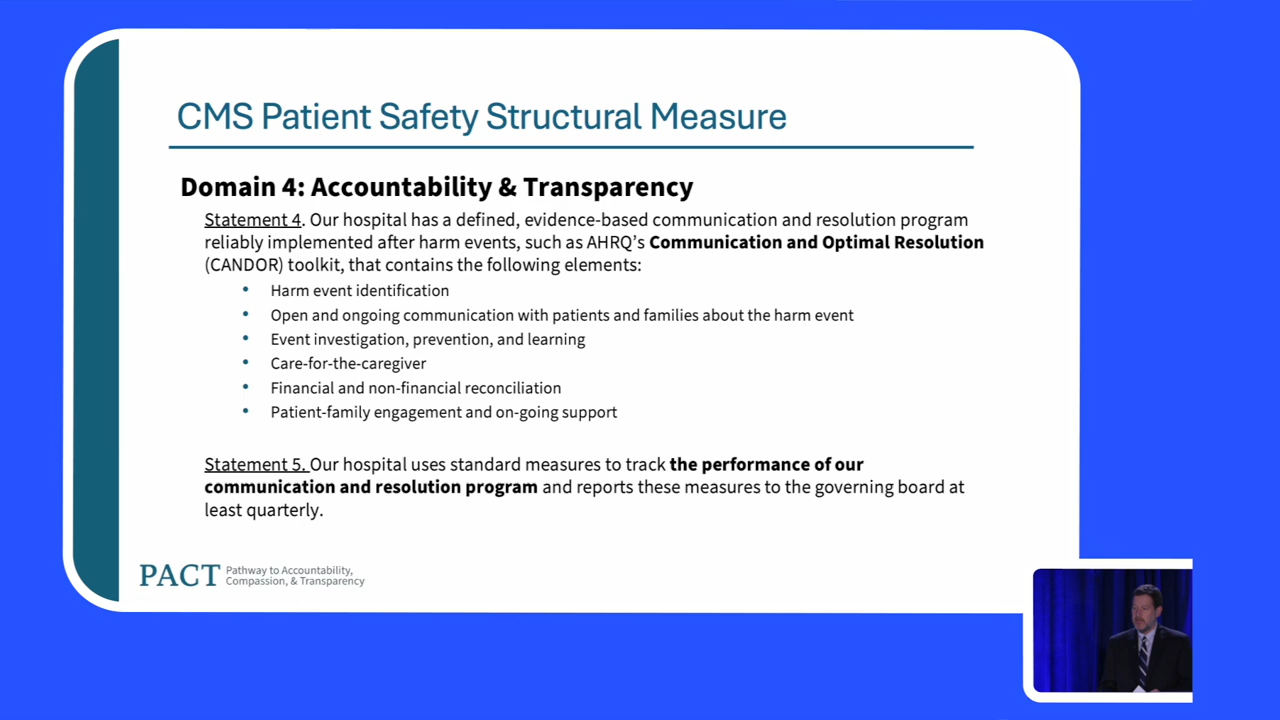 CMS Patient Safety Structural Measure
Domain 4: Accountability & Transparency
Statement 4. Our hospital has a defined, evidence-based communication and resolution program
reliably implemented after harm events, such as AHRQ’s Communication and Optimal Resolution
(CANDOR) toolkit, that contains the following elements:
• Harm event identification
• Open and ongoing communication with patients and families about the harm event
• Event investigation, prevention, and learning
• Care-for-the-caregiver
• Financial and non-financial reconciliation
• Patient-family engagement and on-going support
Statement 5. Our hospital uses standard measures to track the performance of our
communication and resolution program and reports these measures to the governing board at
least quarterly.
PACT Pathway to Accountability,
Compassion, & Transparency